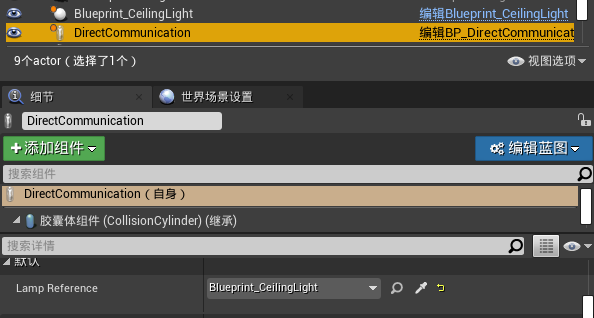 Blueprint_CeilingLight 编辑Blueprint_CeilingLight
DirectCommunication 编辑BP_DirectCommunicat
9个actor（选择了1个） 视图选项
细节 世界场景设置
DirectCommunication
添加组件 编辑蓝图
搜索组件
DirectCommunication（自身）
胶囊体组件 (CollisionCylinder) (继承)
搜索详情
默认
Lamp Reference Blueprint_CeilingLight